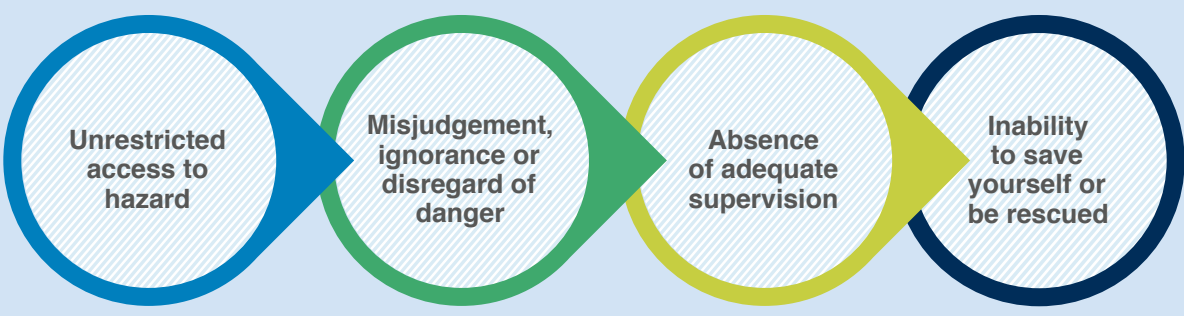 Unrestricted
access to
hazard
Misjudgement,
ignorance or
disregard of
danger
Absence
of adequate
supervision
Inability
to save
yourself or
be rescued